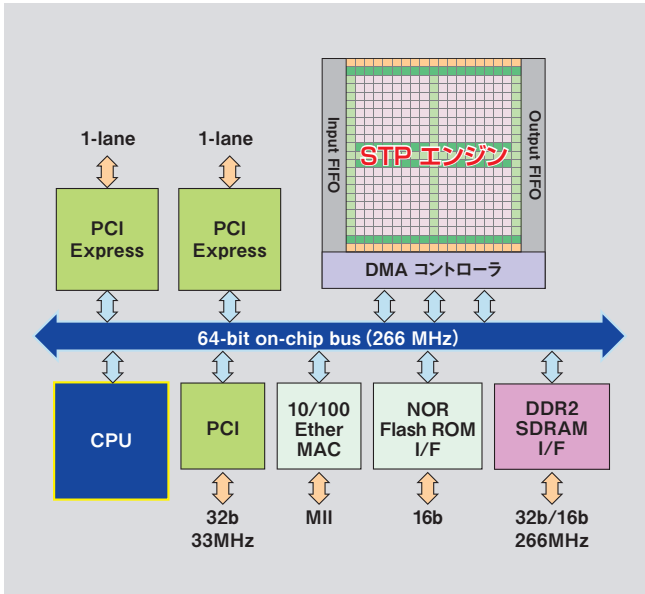 1-lane
1-lane
PCI
Express
PCI
Express
Input FIFO
STP エンジン
Output FIFO
DMA コントローラ
64-bit on-chip bus (266 MHz)
CPU
PCI
10/100
Ether
MAC
NOR
Flash ROM
I/F
DDR2
SDRAM
I/F
32b
33MHz
MII
16b
32b/16b
266MHz